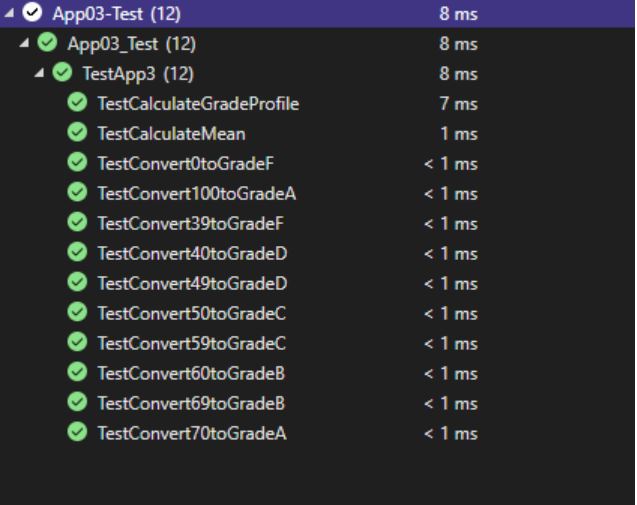 App03-Test (12) 8 ms
App03_Test (12) 8 ms
TestApp3 (12) 8 ms
TestCalculateGradeProfile 7 ms
TestCalculateMean 1 ms
TestConvert0toGradeF < 1 ms
TestConvert100toGradeA < 1 ms
TestConvert39toGradeF < 1 ms
TestConvert40toGradeD < 1 ms
TestConvert49toGradeD < 1 ms
TestConvert50toGradeC < 1 ms
TestConvert59toGradeC < 1 ms
TestConvert60toGradeB < 1 ms
TestConvert69toGradeB < 1 ms
TestConvert70toGradeA < 1 ms